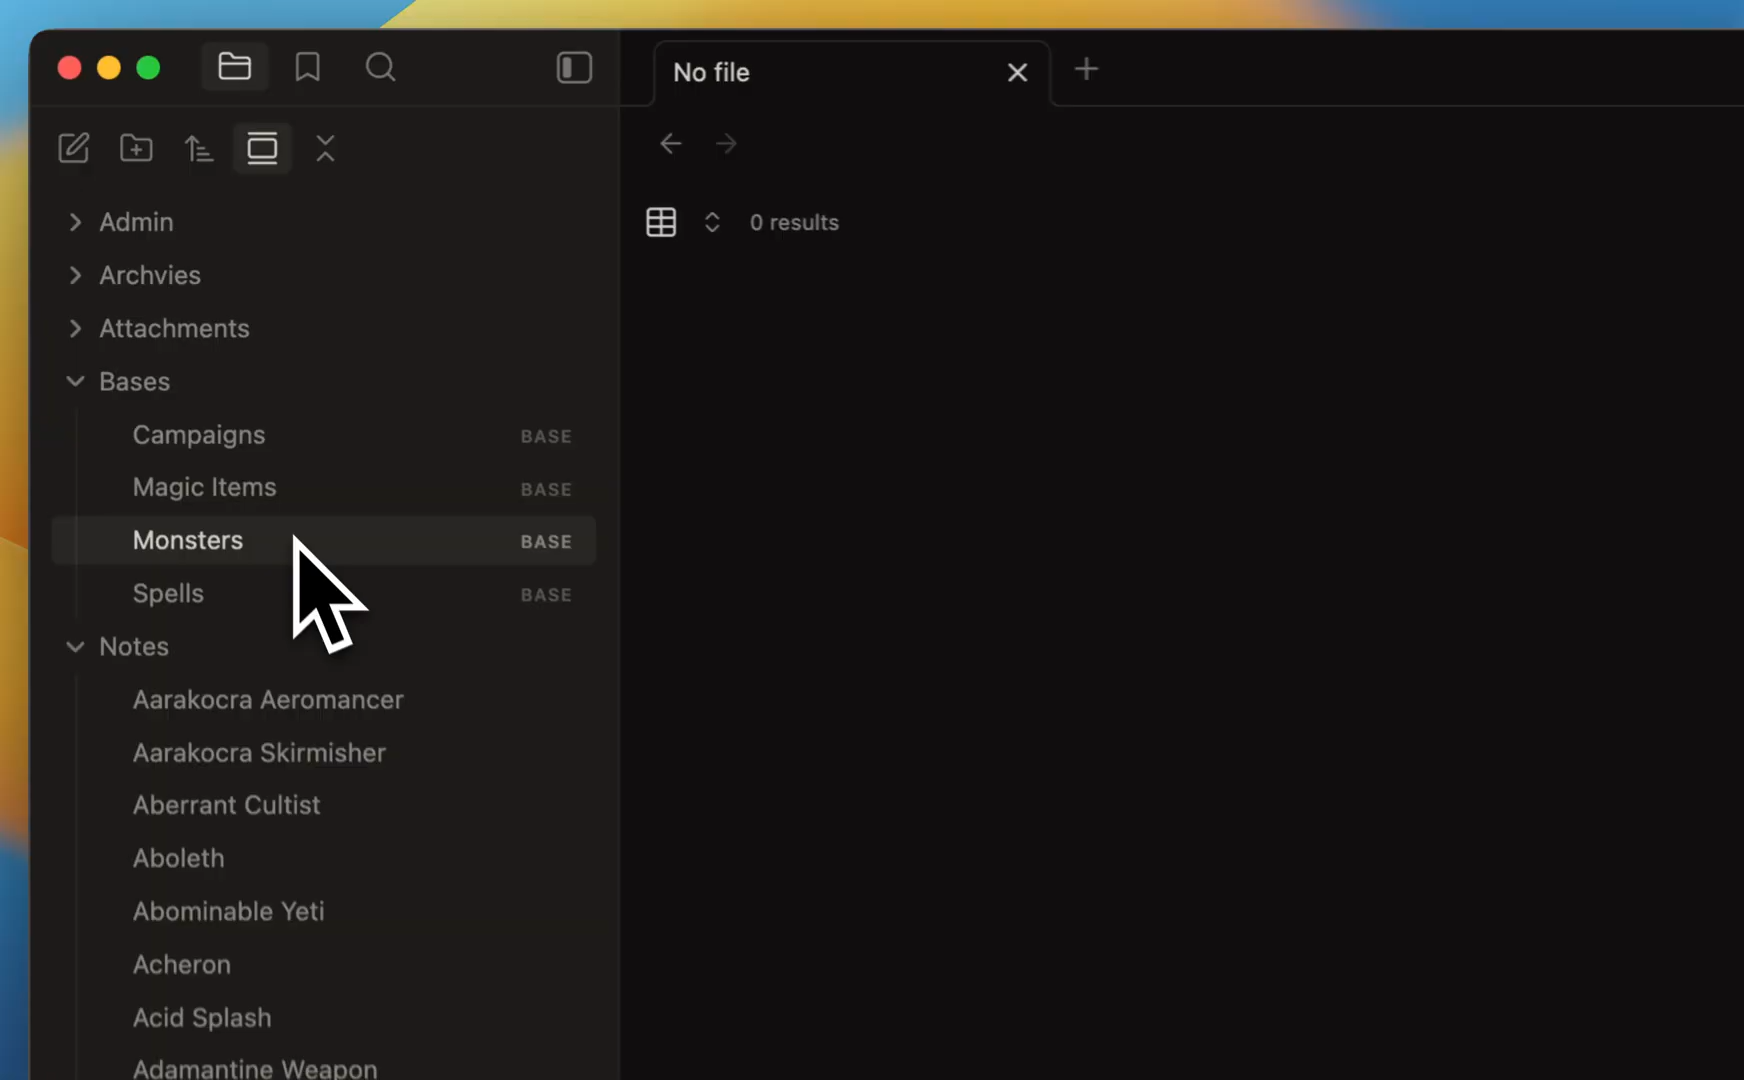 No file
0 results
Admin
Archvies
Attachments
Bases
Campaigns BASE
Magic Items BASE
Monsters BASE
Spells BASE
Notes
Aarakocra Aeromancer
Aarakocra Skirmisher
Aberrant Cultist
Aboleth
Abominable Yeti
Acheron
Acid Splash
Adamantine Weapon